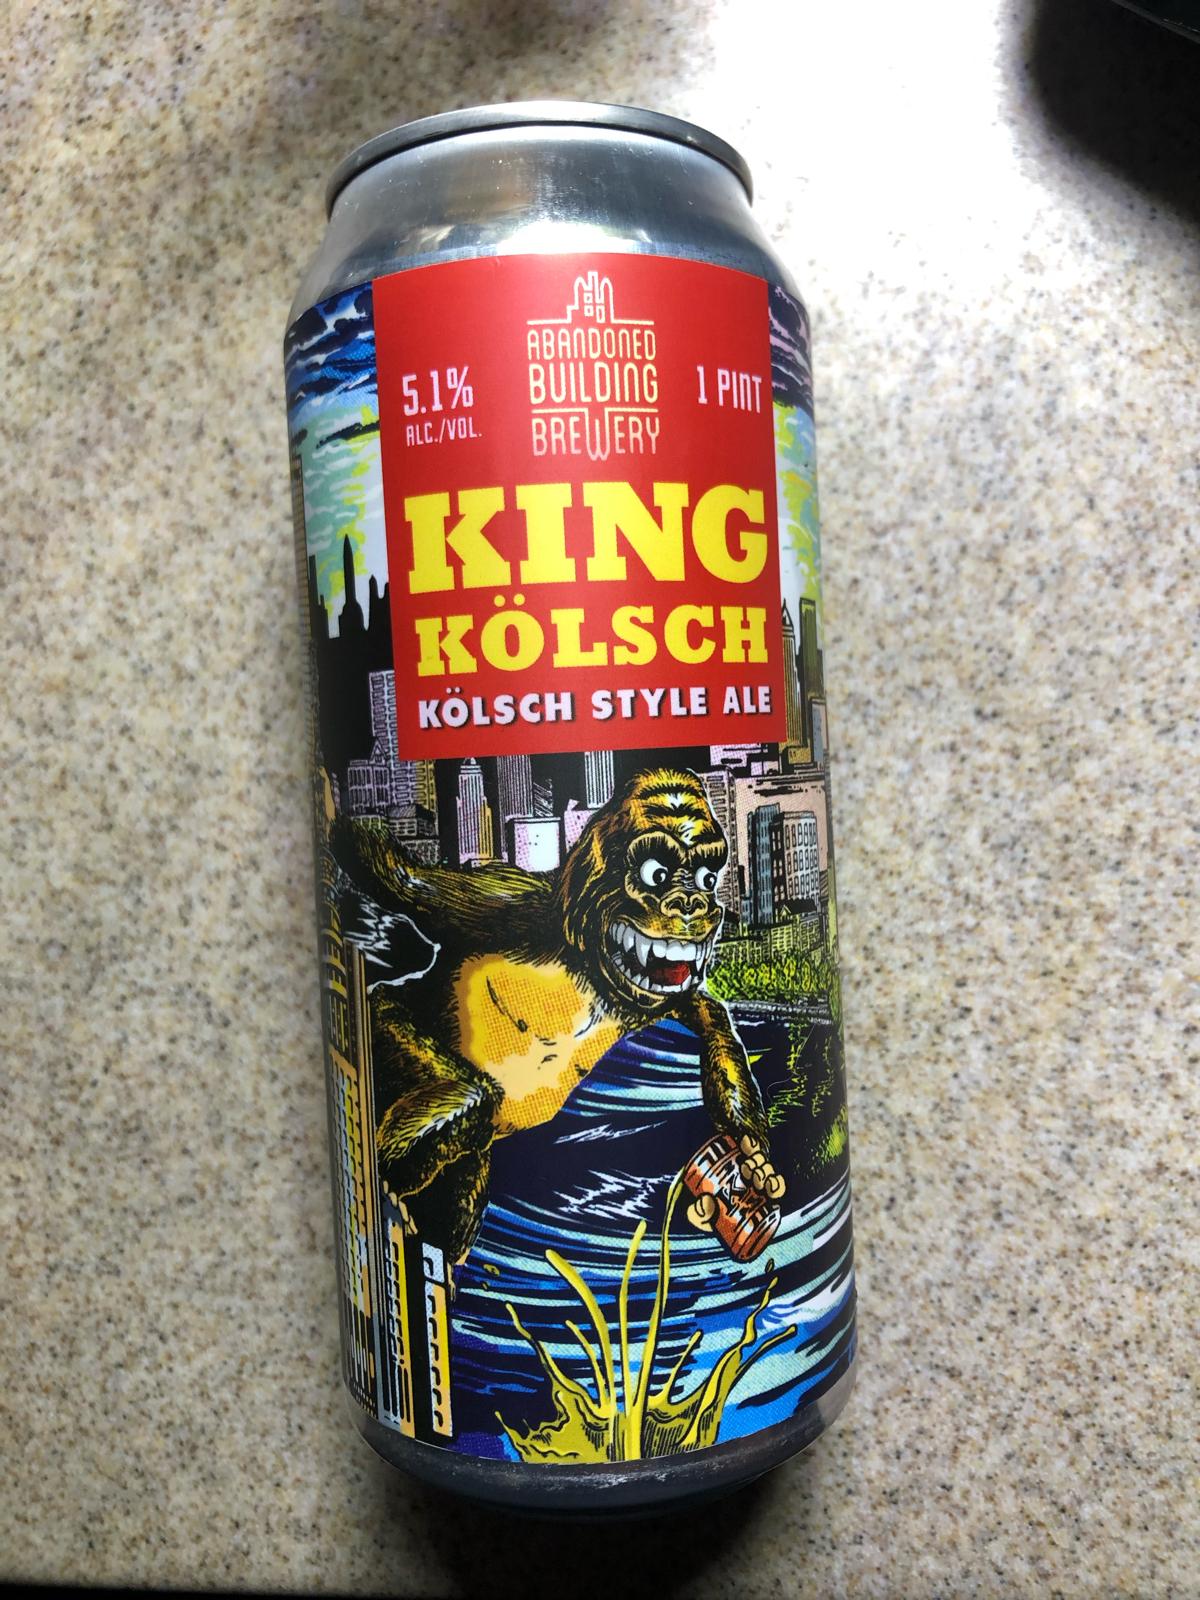 ABANDONED
BUILDING
BREWERY
5.1%
ALC./VOL.
1 PINT
KING
KÖLSCH
KÖLSCH STYLE ALE